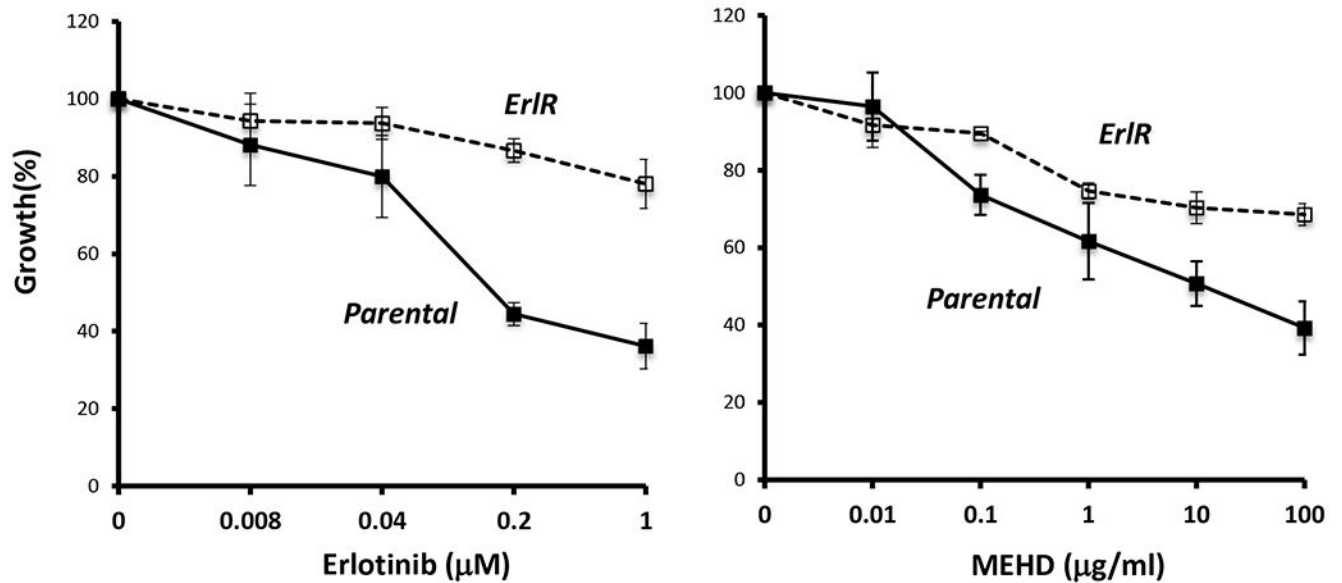 120
100
80
60
40
20
0
Growth(%)
ErlR
Parental
0 0.008 0.04 0.2 1
Erlotinib (μM)
120
100
80
60
40
20
0
ErlR
Parental
0 0.01 0.1 1 10 100
MEHD (μg/ml)